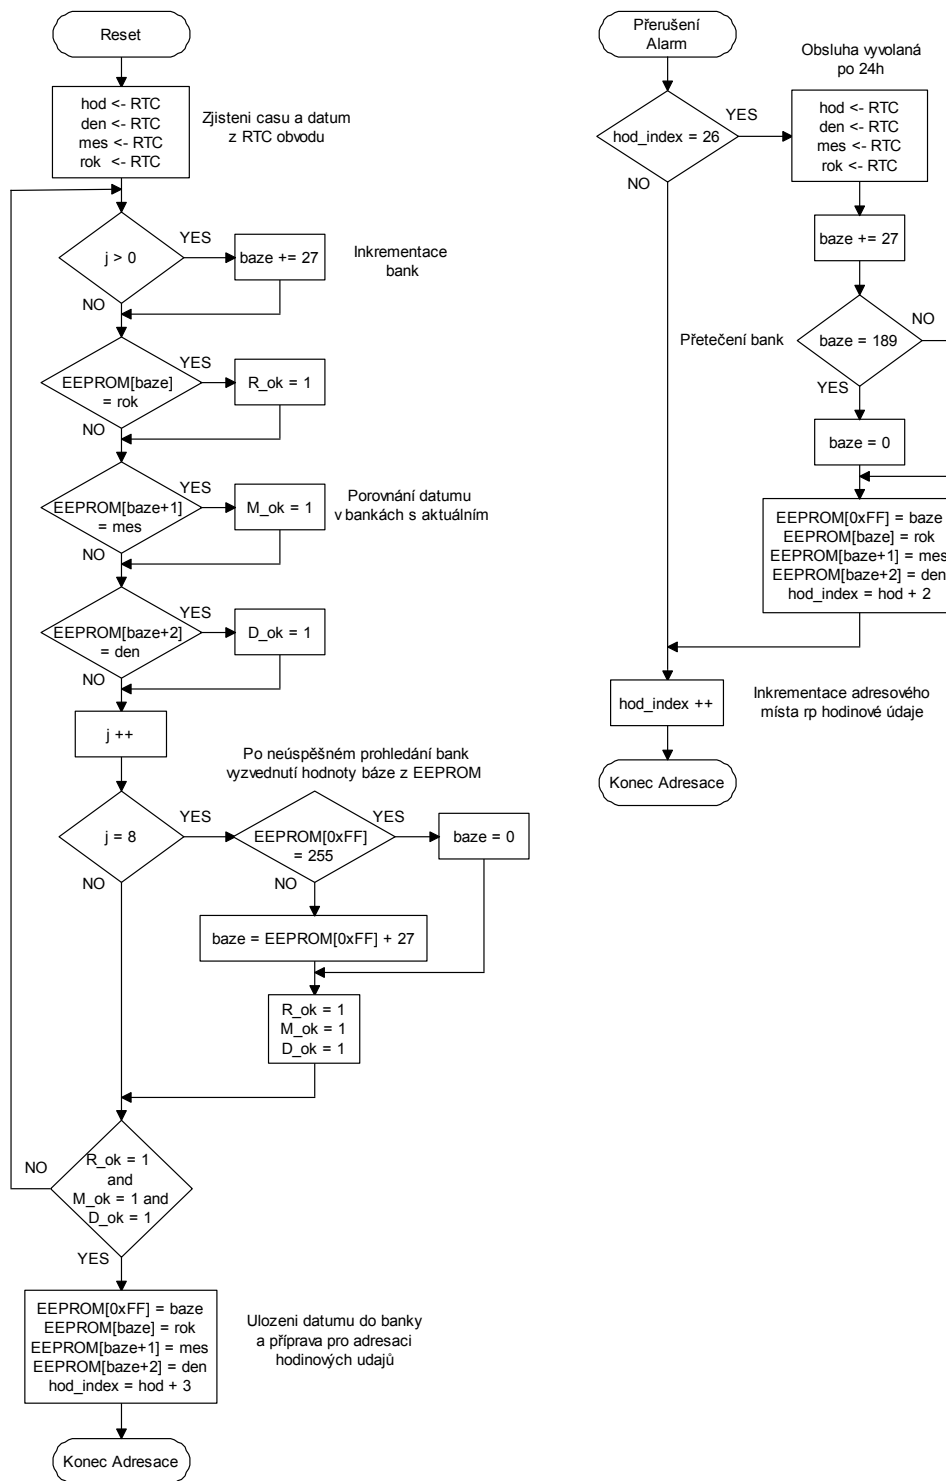 Reset
hod <- RTC
den <- RTC
mes <- RTC
rok <- RTC
Zjisteni casu a datum
z RTC obvodu
j > 0
YES
NO
baze += 27
Inkrementace
bank
EEPROM[baze]
= rok
YES
NO
R_ok = 1
EEPROM[baze+1]
= mes
YES
NO
M_ok = 1
Porovnání datumu
v bankách s aktuálním
EEPROM[baze+2]
= den
YES
NO
D_ok = 1
j ++
Po neúspěšném prohledání bank
vyzvednutí hodnoty báze z EEPROM
j = 8
YES
NO
EEPROM[0xFF]
= 255
YES
NO
baze = 0
baze = EEPROM[0xFF] + 27
R_ok = 1
M_ok = 1
D_ok = 1
R_ok = 1
and
M_ok = 1 and
D_ok = 1
NO
YES
EEPROM[0xFF] = baze
EEPROM[baze] = rok
EEPROM[baze+1] = mes
EEPROM[baze+2] = den
hod_index = hod + 3
Ulozeni datumu do banky
a příprava pro adresaci
hodinových udajů
Konec Adresace
Přerušení
Alarm
Obsluha vyvolaná
po 24h
hod_index = 26
YES
NO
hod <- RTC
den <- RTC
mes <- RTC
rok <- RTC
baze += 27
Přetečení bank
baze = 189
NO
YES
baze = 0
EEPROM[0xFF] = baze
EEPROM[baze] = rok
EEPROM[baze+1] = mes
EEPROM[baze+2] = den
hod_index = hod + 2
hod_index ++
Inkrementace adresového
místa rp hodinové údaje
Konec Adresace